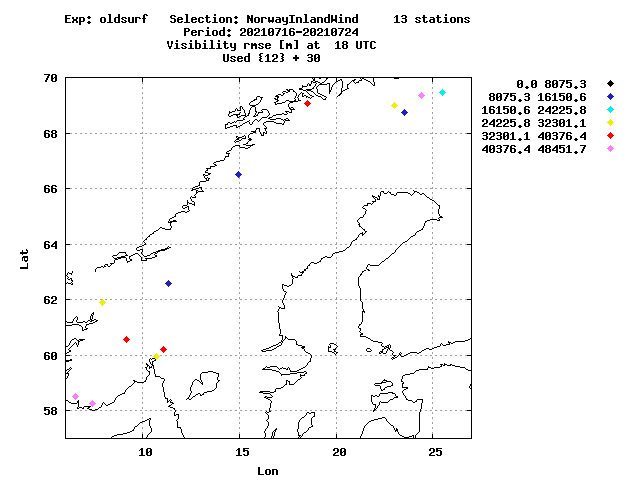 Exp: oldsurf   Selection: NorwayInlandWind     13 stations
Period: 20210716-20210724
Visibility rmse [m] at  18 UTC
Used {12} + 30
70
68
66
64
62
60
58
Lat
10 15 20 25
Lon
0.0 8075.3
8075.3 16150.6
16150.6 24225.8
24225.8 32301.1
32301.1 40376.4
40376.4 48451.7